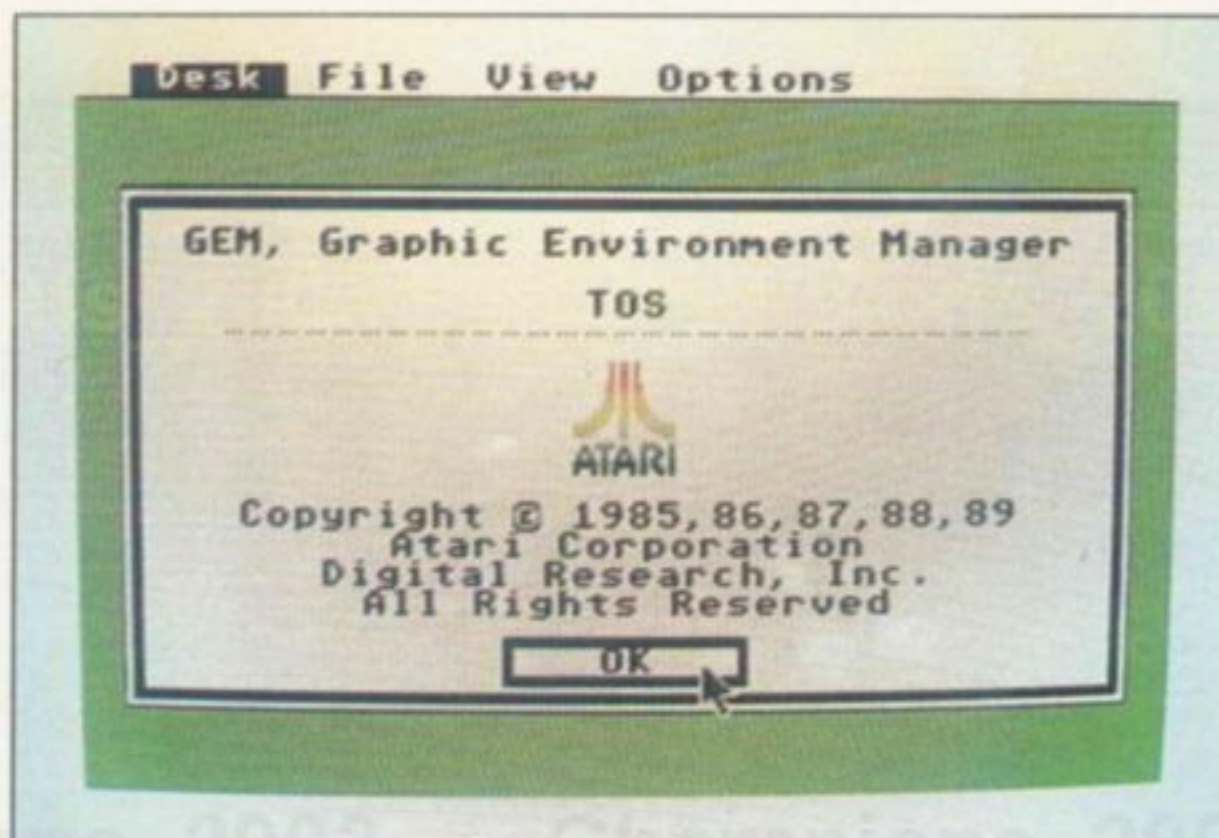 Desk File View Options
GEM, Graphic Environment Manager
TOS
ATARI
Copyright © 1985,86,87,88,89
Atari Corporation
Digital Research, Inc.
All Rights Reserved
OK